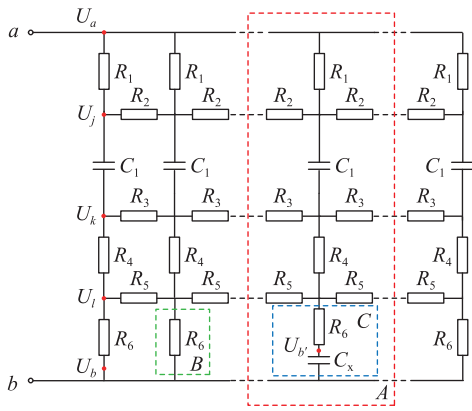 a U_a
R_1 R_1 R_1 R_1
U_j R_2 R_2 R_2 R_2 R_2
C_1 C_1 C_1 C_1
U_k R_3 R_3 R_3 R_3 R_3
R_4 R_4 R_4 R_4
U_l R_5 R_5 R_5 R_5 R_5
R_6 R_6 B R_6 C R_6
U_b' C_x
b U_b A